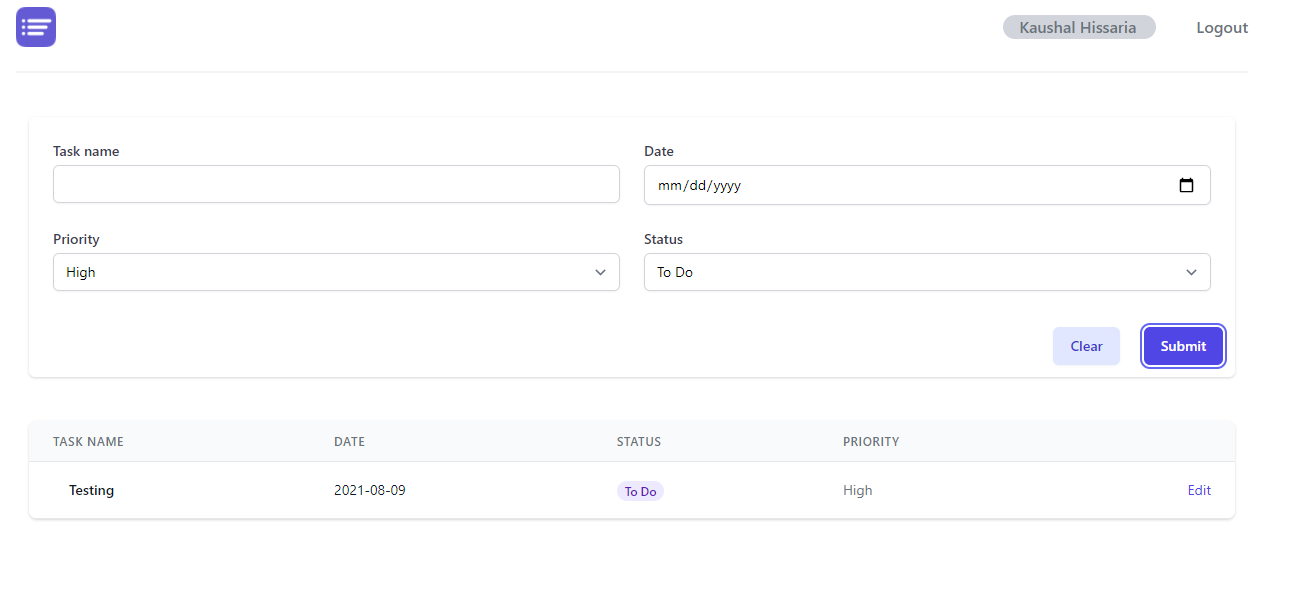 Kaushal Hissaria Logout
Task name Date
mm/dd/yyyy
Priority Status
High To Do
Clear Submit
TASK NAME DATE STATUS PRIORITY
Testing 2021-08-09 To Do High Edit